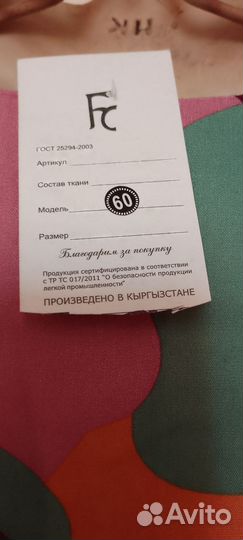 FC
ГОСТ 25294-2003
Артикул
Состав ткани
Модель
60
Размер
Благодарим за покупку
Продукция сертифицирована в соответствии
с ТР ТС 017/2011 "О безопасности продукции
легкой промышленности"
ПРОИЗВЕДЕНО В КЫРГЫЗСТАНЕ
Avito